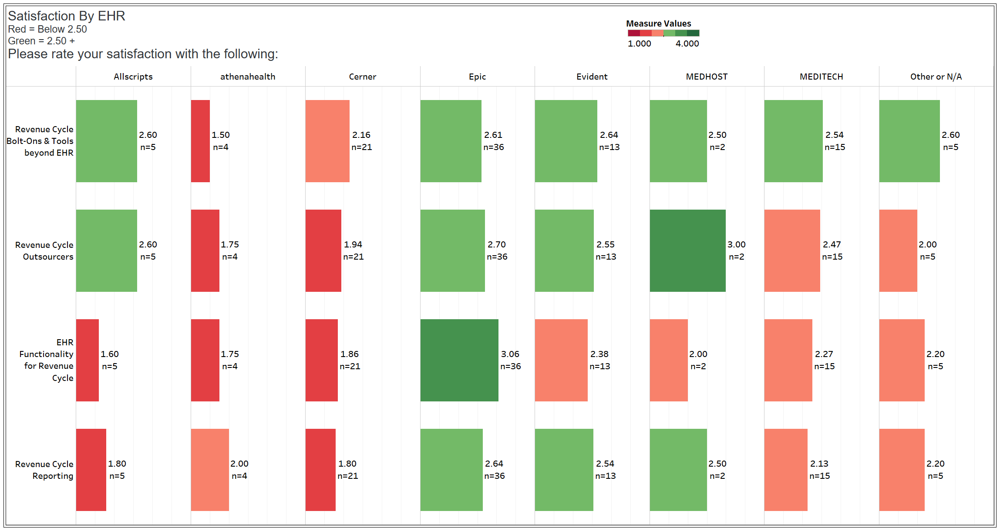 Satisfaction By EHR
Red = Below 2.50
Green = 2.50 +
Please rate your satisfaction with the following:
Measure Values
1.000 4.000
Allscripts athenahealth Cerner Epic Evident MEDHOST MEDITECH Other or N/A
Revenue Cycle
Bolt-Ons & Tools
beyond EHR
2.60 1.50 2.16 2.61 2.64 2.50 2.54 2.60
n=5 n=4 n=21 n=36 n=13 n=2 n=15 n=5
Revenue Cycle
Outsourcers
2.60 1.75 1.94 2.70 2.55 3.00 2.47 2.00
n=5 n=4 n=21 n=36 n=13 n=2 n=15 n=5
EHR
Functionality
for Revenue
Cycle
1.60 1.75 1.86 3.06 2.38 2.00 2.27 2.20
n=5 n=4 n=21 n=36 n=13 n=2 n=15 n=5
Revenue Cycle
Reporting
1.80 2.00 1.80 2.64 2.54 2.50 2.13 2.20
n=5 n=4 n=21 n=36 n=13 n=2 n=15 n=5